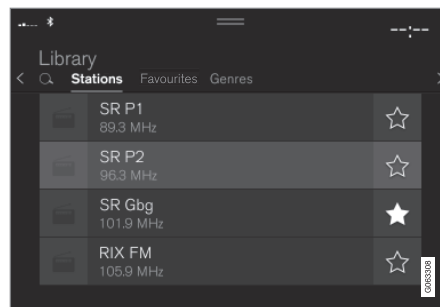 --:--
Library
Stations Favourites Genres
SR P1
89.3 MHz
SR P2
96.3 MHz
SR Gbg
101.9 MHz
RIX FM
105.9 MHz
G063308